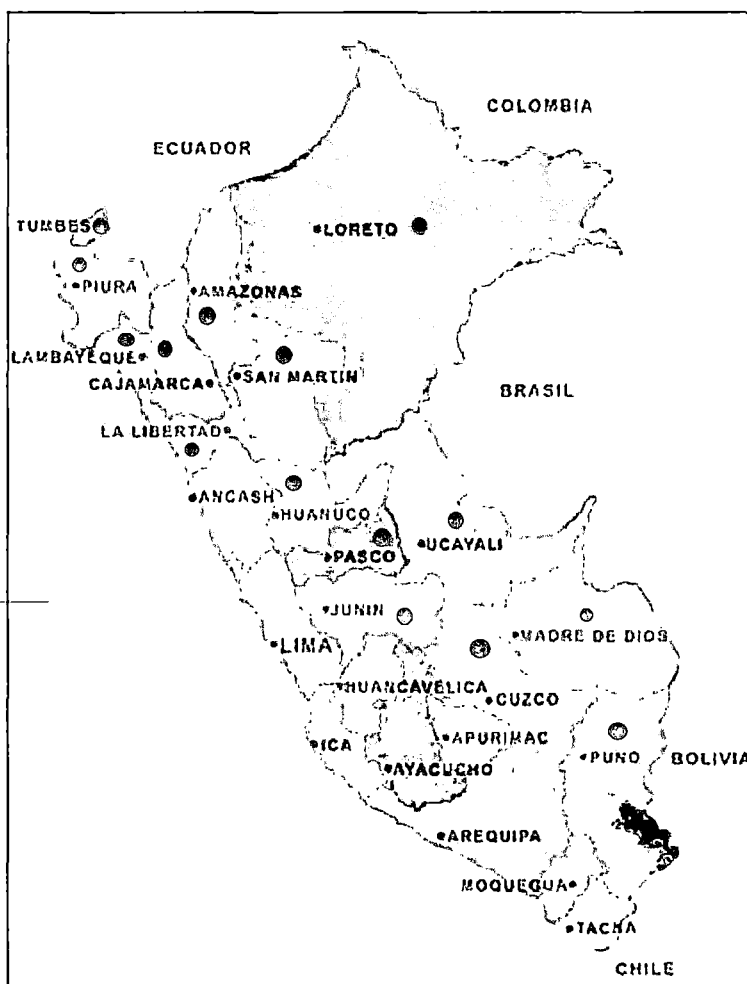 COLOMBIA
ECUADOR
TUMBES
LORETO
PIURA
AMAZONAS
LAMBAYEQUE
SAN MARTIN
CAJAMARCA
BRASIL
LA LIBERTAD
ANCASH
HUANUCO
UCAYALI
PASCO
JUNIN
MADRE DE DIOS
LIMA
HUANCAVELICA
CUZCO
APURIMAC
ICA
PUNO
BOLIVIA
AYACUCHO
AREQUIPA
MOQUEGUA
TACHA
CHILE